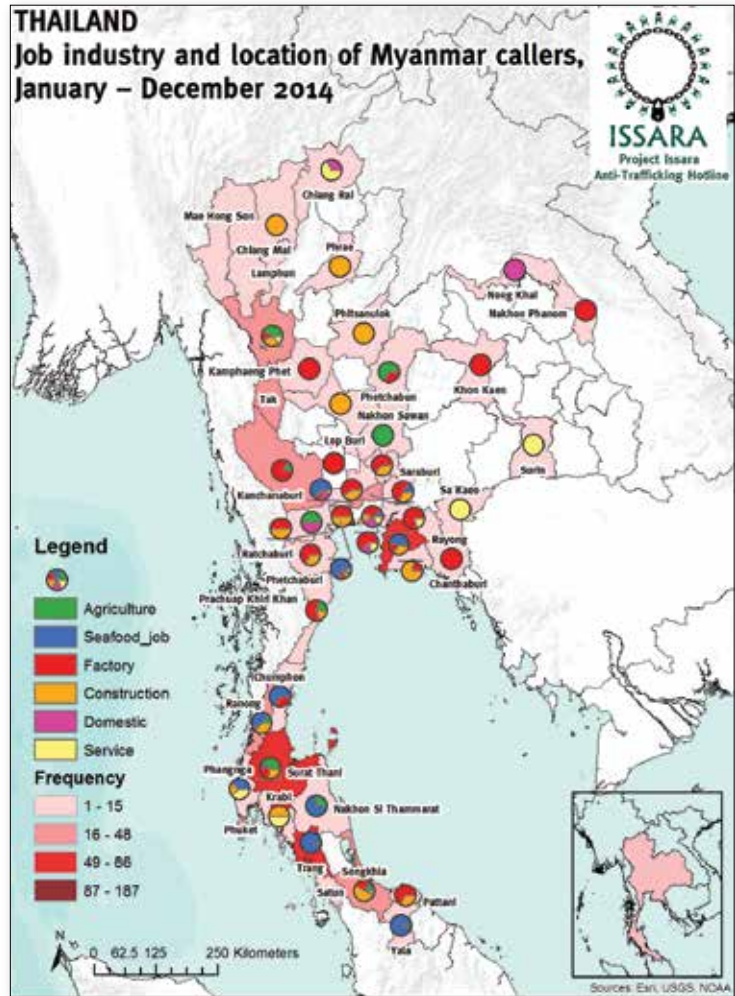 THAILAND
Job industry and location of Myanmar callers,
January – December 2014
ISSARA
Project Issara
Anti-Trafficking Hotline
Chiang Rai
Mae Hong Son
Chiang Mai
Phrae
Lamphun
Nong Khai
Nakhon Phanom
Phitsanulok
Kamphaeng Phet
Khon Kaen
Phetchabun
Tak
Nakhon Sawan
Lop Buri
Surin
Saraburi
Kanchanaburi
Sa Kaeo
Ratchaburi
Rayong
Phetchaburi
Chanthaburi
Prachuap Khiri Khan
Chumphon
Ranong
Phangnga
Surat Thani
Krabi
Nakhon Si Thammarat
Phuket
Trang
Songkhla
Satun
Pattani
Yala
Legend
Agriculture
Seafood_job
Factory
Construction
Domestic
Service
Frequency
1 - 15
16 - 48
49 - 86
87 - 187
N
0 62.5 125 250 Kilometers
Sources: Esri, USGS, NOAA